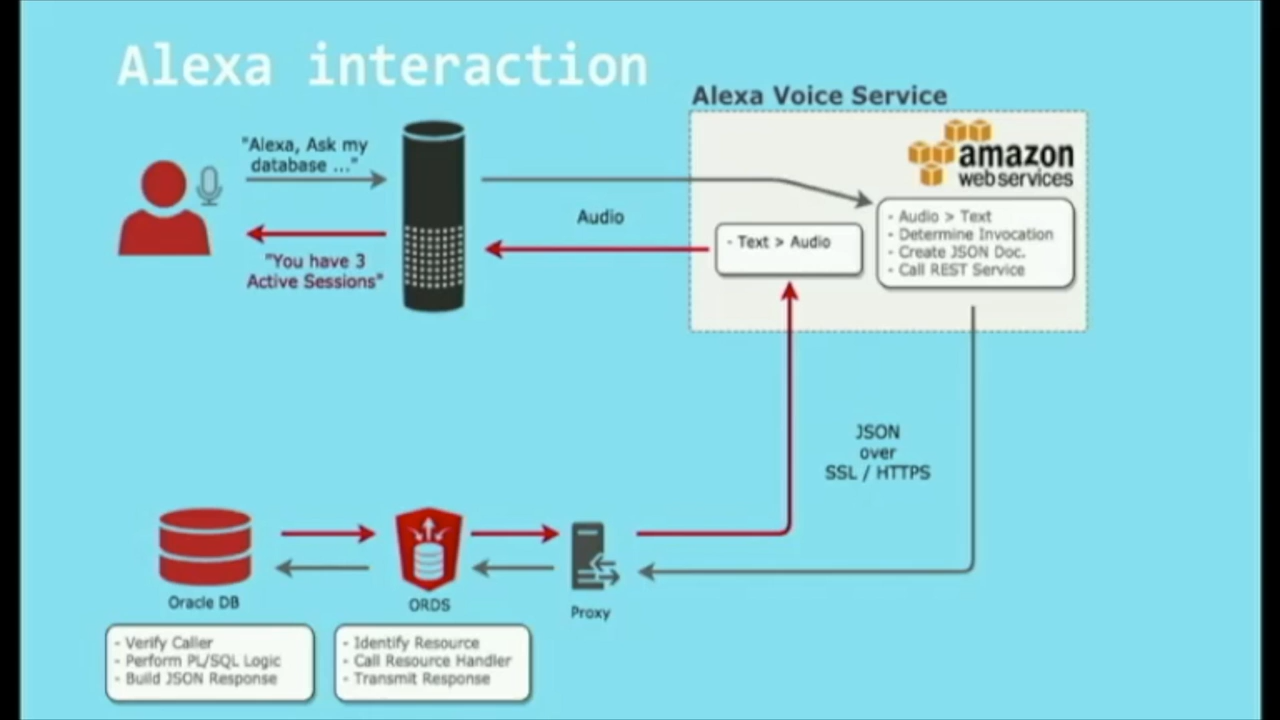 Alexa interaction
Alexa Voice Service
"Alexa, Ask my
database ..."
amazon
webservices
Audio
- Text > Audio
- Audio > Text
- Determine Invocation
- Create JSON Doc.
- Call REST Service
"You have 3
Active Sessions"
JSON
over
SSL / HTTPS
Oracle DB
ORDS
Proxy
- Verify Caller
- Perform PL/SQL Logic
- Build JSON Response
- Identify Resource
- Call Resource Handler
- Transmit Response